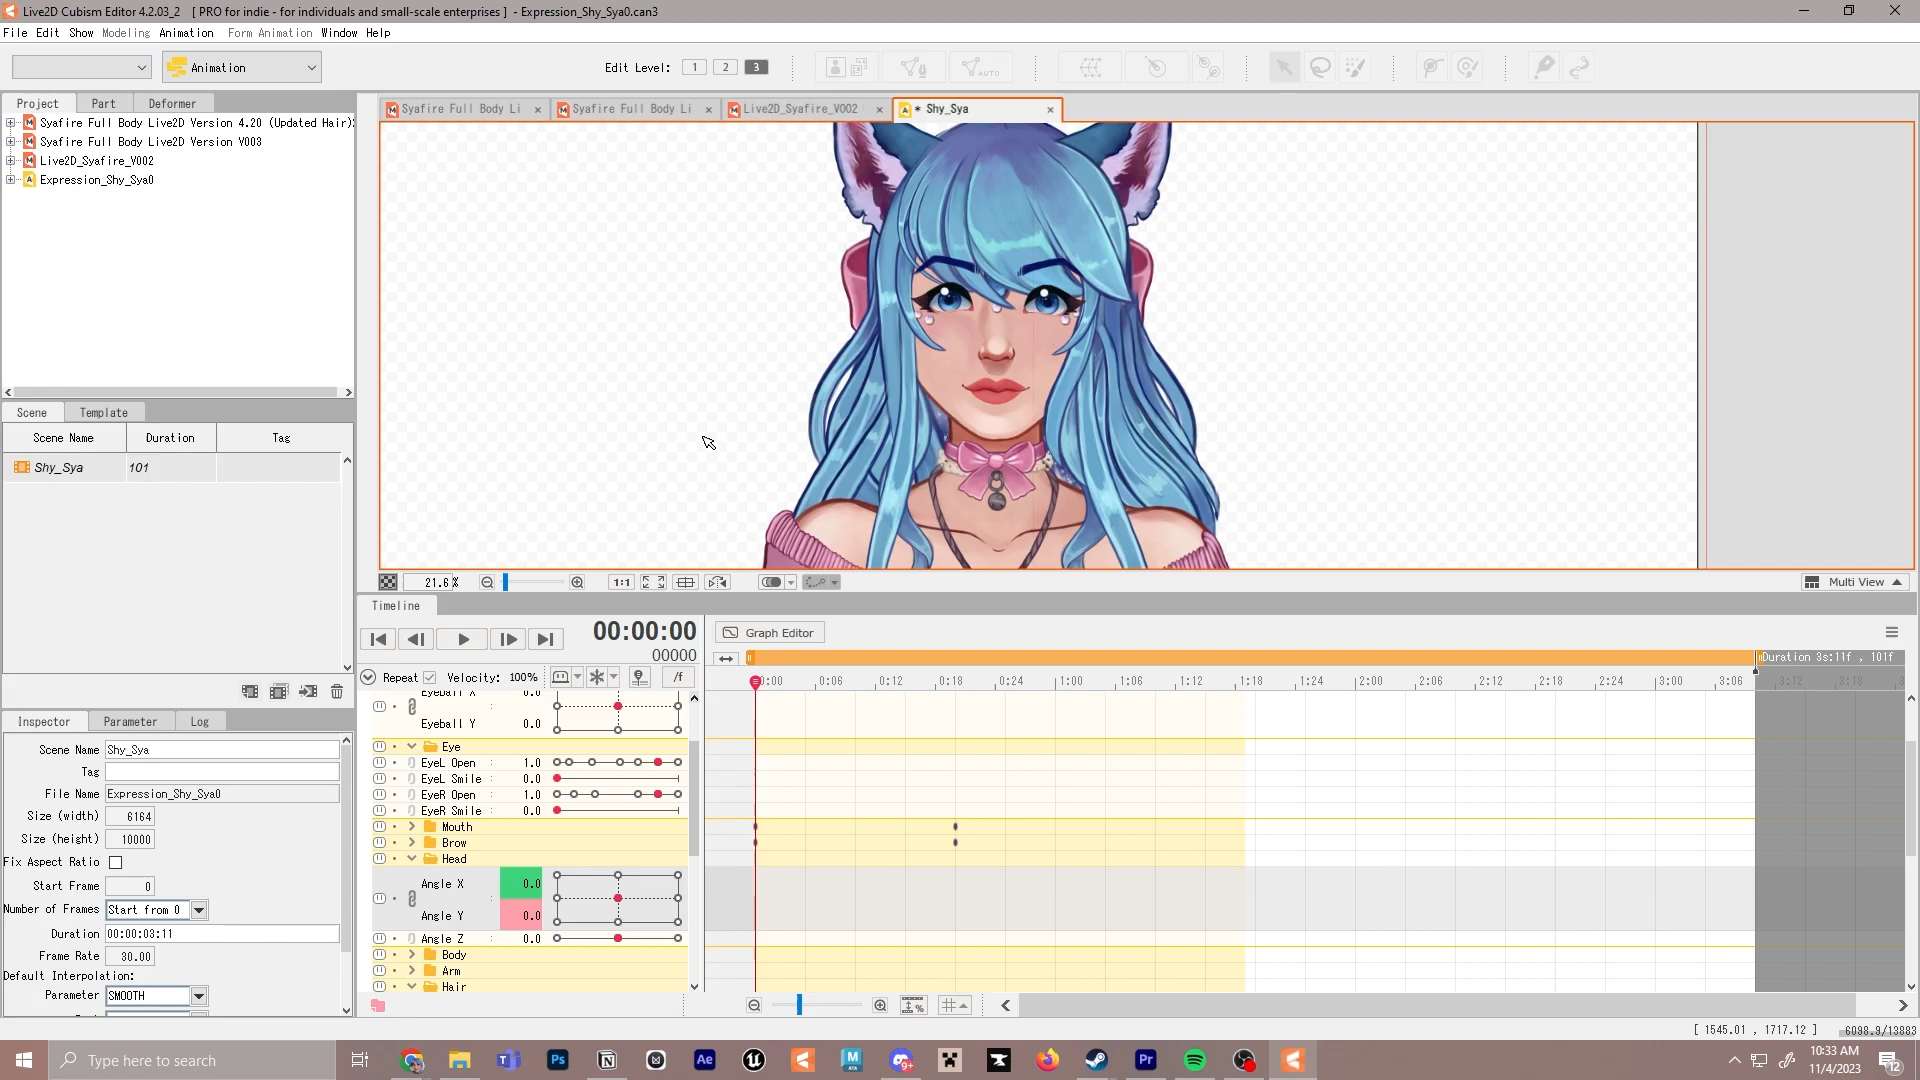 Live2D Cubism Editor 4.2.03_2 [ PRO for indie - for individuals and small-scale enterprises ] - Expression_Shy_Sya0.can3
File Edit Show Modeling Animation Form Animation Window Help
Animation
Edit Level: 1 2 3
AUTO
Project Part Deformer
Syafire Full Body Li
Syafire Full Body Li
Live2D_Syafire_V002
* Shy_Sya
Syafire Full Body Live2D Version 4.20 (Updated Hair)
Syafire Full Body Live2D Version V003
Live2D_Syafire_V002
Expression_Shy_Sya0
Scene Template
Scene Name Duration Tag
Shy_Sya 101
21.6 %
1:1
Multi View
Timeline
00:00:00
00000
Graph Editor
Duration 3s:11f , 101f
Repeat Velocity: 100% /f
0:00 0:06 0:12 0:18 0:24 1:00 1:06 1:12 1:18 1:24 2:00 2:06 2:12 2:18 2:24 3:00 3:06 3:12 3:18
Eyeball X 0.0
Eyeball Y 0.0
Eye
EyeL Open : 1.0
EyeL Smile : 0.0
EyeR Open : 1.0
EyeR Smile : 0.0
Mouth
Brow
Head
Angle X 0.0
Angle Y 0.0
Angle Z : 0.0
Body
Arm
Hair
Inspector Parameter Log
Scene Name Shy_Sya
Tag
File Name Expression_Shy_Sya0
Size (width) 6164
Size (height) 10000
Fix Aspect Ratio
Start Frame 0
Number of Frames Start from 0
Duration 00:00:03:11
Frame Rate 30.00
Default Interpolation:
Parameter SMOOTH
[ 1545.01 , 1717.12 ]
Type here to search
10:33 AM
11/4/2023
12